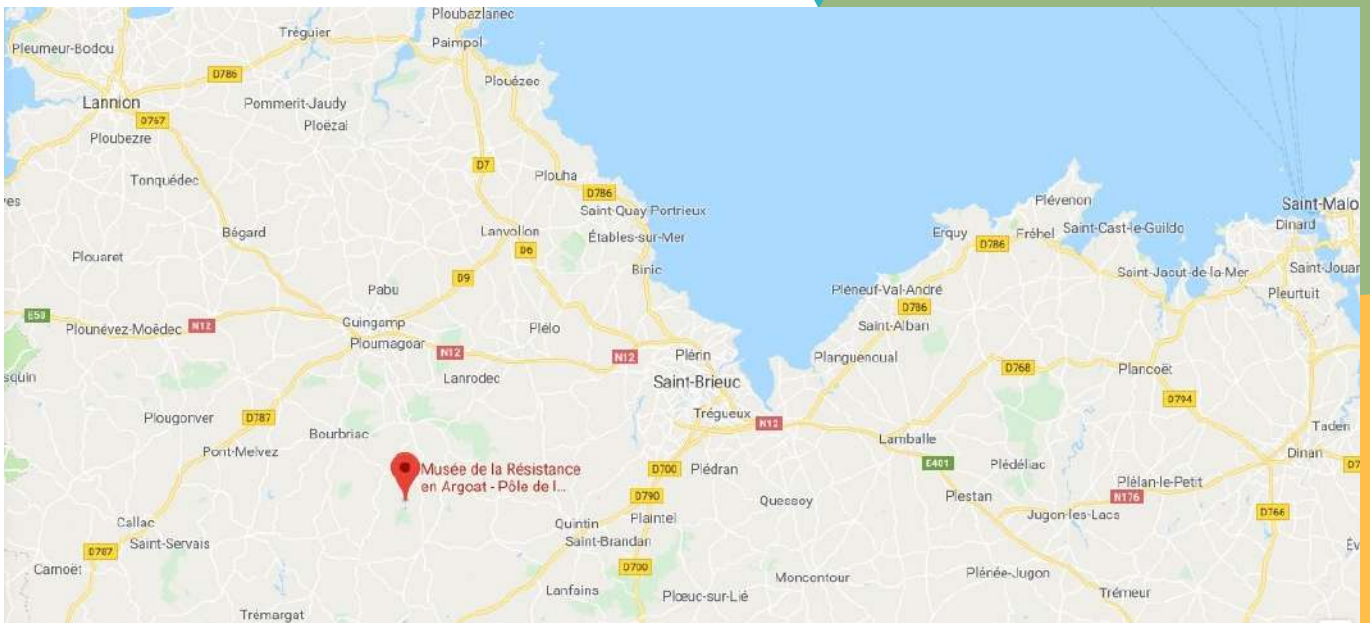 Ploubazlanec
Tréguier
Paimpol
Pleumeur-Bodou
D786
Plouézec
Lannion
Pommerit-Jaudy
D767
Ploëzal
Ploubezre
D7
Plouha
Tonquédec
D786
Plévenon
Saint-Malo
Saint-Quay Portrieux
Erquy
Fréhel
Saint-Cast-le-Guildo
Dinard
Bégard
Lanvollon
Étables-sur-Mer
D786
D6
Plouaret
Binic
Saint-Jacut-de-la-Mer
Saint-Jouan
D9
Pabu
Pléneuf-Val-André
Pleurtuit
D786
E50
Plounévez-Moëdec
N12
Guingamp
Plélo
Saint-Alban
Ploumagoar
N12
N12
Plérin
Planguenoual
Lanrodec
Saint-Brieuc
D768
Plancoët
Plougonver
D787
Trégueux
N12
D794
Bourbriac
Lamballe
Taden
Pont-Melvez
Dinan
Musée de la Résistance
en Argoat - Pôle de l...
D700
Plédran
E401
Plédéliac
Plélan-le-Petit
D790
Quessoy
Plestan
N176
Callac
Quintin
Plaintel
Jugon-les-Lacs
D766
Saint-Servais
Saint-Brandan
D787
Carnoët
D700
Moncontour
Plénée-Jugon
Lanfains
Plœuc-sur-Lié
Trémeur
Trémargat